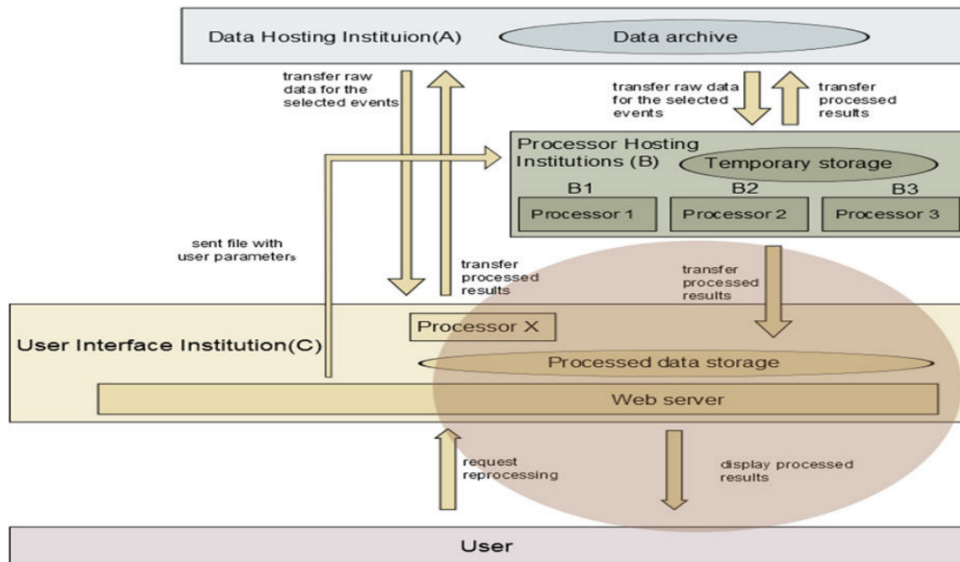 Data Hosting Instituion(A)
Data archive
transfer raw
data for the
selected events
transfer raw data
for the selected
events
transfer
processed
results
Processor Hosting
Institutions (B)
Temporary storage
B1
B2
B3
Processor 1
Processor 2
Processor 3
sent file with
user parameters
transfer
processed
results
transfer
processed
results
Processor X
User Interface Institution(C)
Processed data storage
Web server
request
reprocessing
display processed
results
User